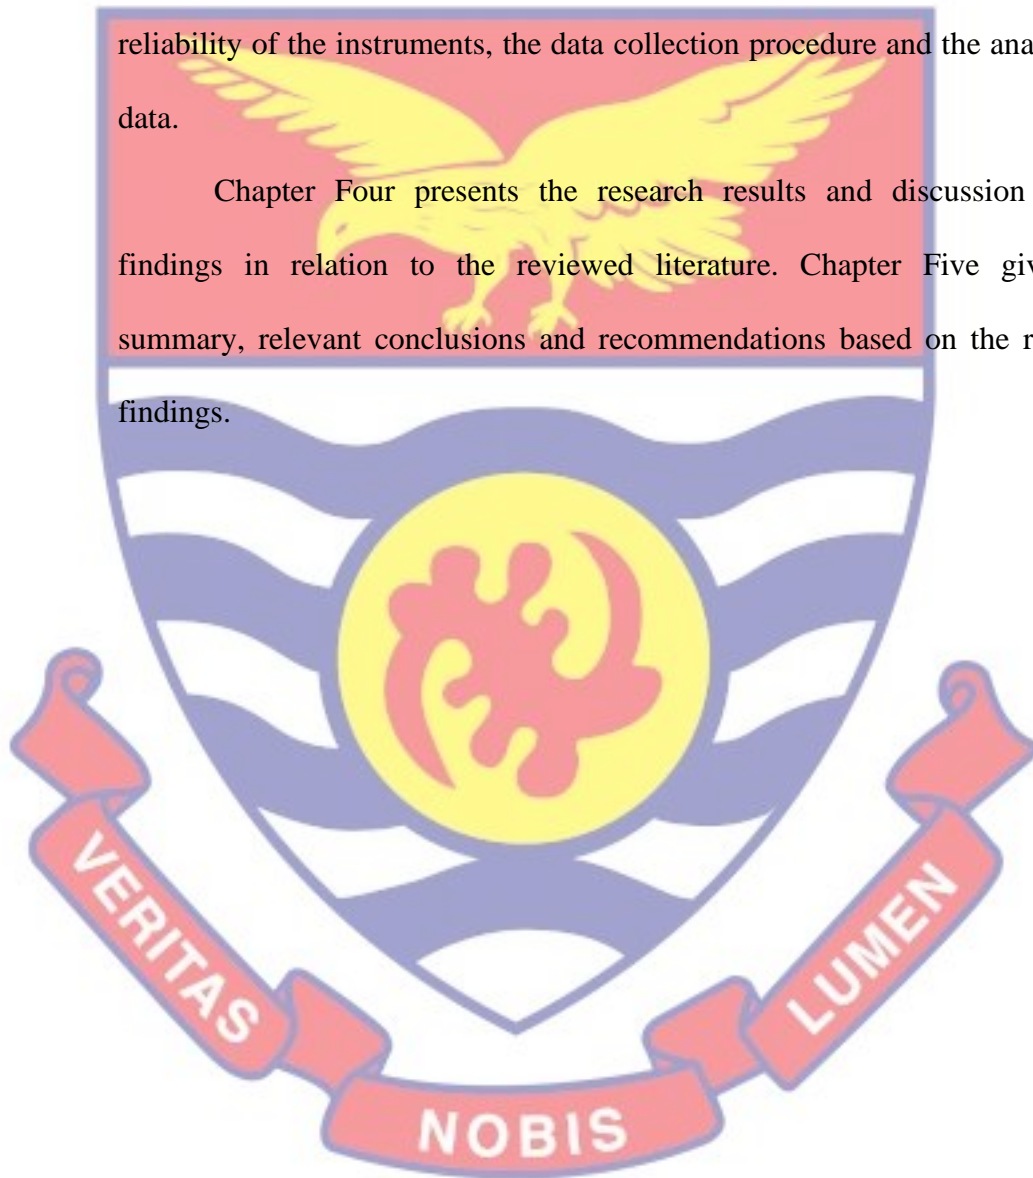 reliability of the instruments, the data collection procedure and the
data.
Chapter Four presents the research results and discussion
findings in relation to the reviewed literature. Chapter Five
summary, relevant conclusions and recommendations based on the
findings.
VERITAS
NOBIS
LUMEN